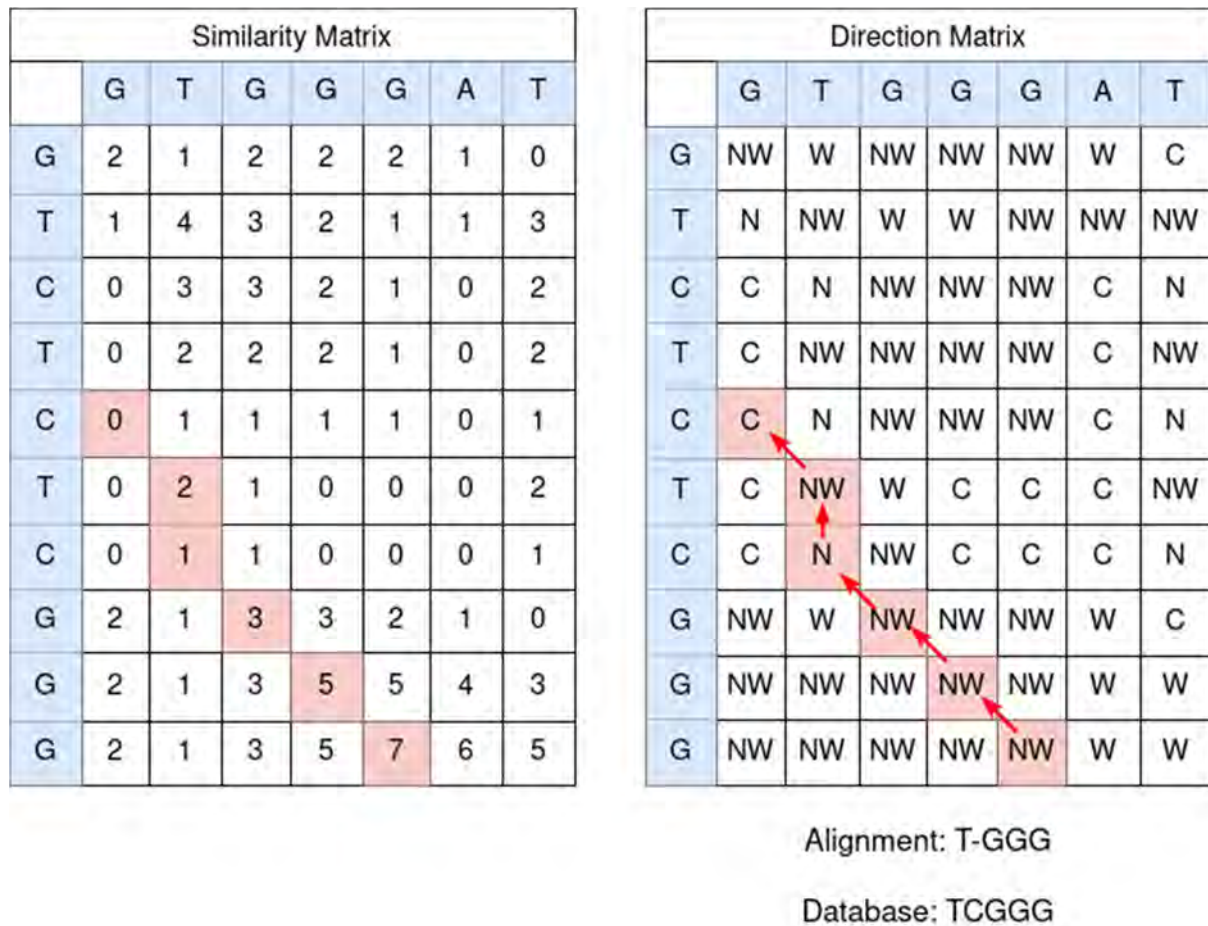 Similarity Matrix
G T G G G A T
G 2 1 2 2 2 1 0
T 1 4 3 2 1 1 3
C 0 3 3 2 1 0 2
T 0 2 2 2 1 0 2
C 0 1 1 1 1 0 1
T 0 2 1 0 0 0 2
C 0 1 1 0 0 0 1
G 2 1 3 3 2 1 0
G 2 1 3 5 5 4 3
G 2 1 3 5 7 6 5
Direction Matrix
G T G G G A T
G NW W NW NW NW W C
T N NW W W NW NW NW
C C N NW NW NW C N
T C NW NW NW NW C NW
C C N NW NW NW C N
T C NW W C C C NW
C C N NW C C C N
G NW W NW NW NW W C
G NW NW NW NW NW W W
G NW NW NW NW NW W W
Alignment: T-GGG
Database: TCGGG